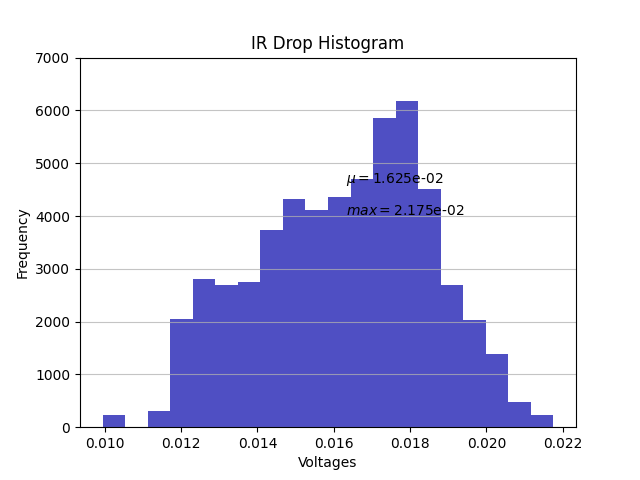 IR Drop Histogram
7000
6000
5000
4000
3000
2000
1000
0
Frequency
μ = 1.625e-02
max = 2.175e-02
0.010 0.012 0.014 0.016 0.018 0.020 0.022
Voltages